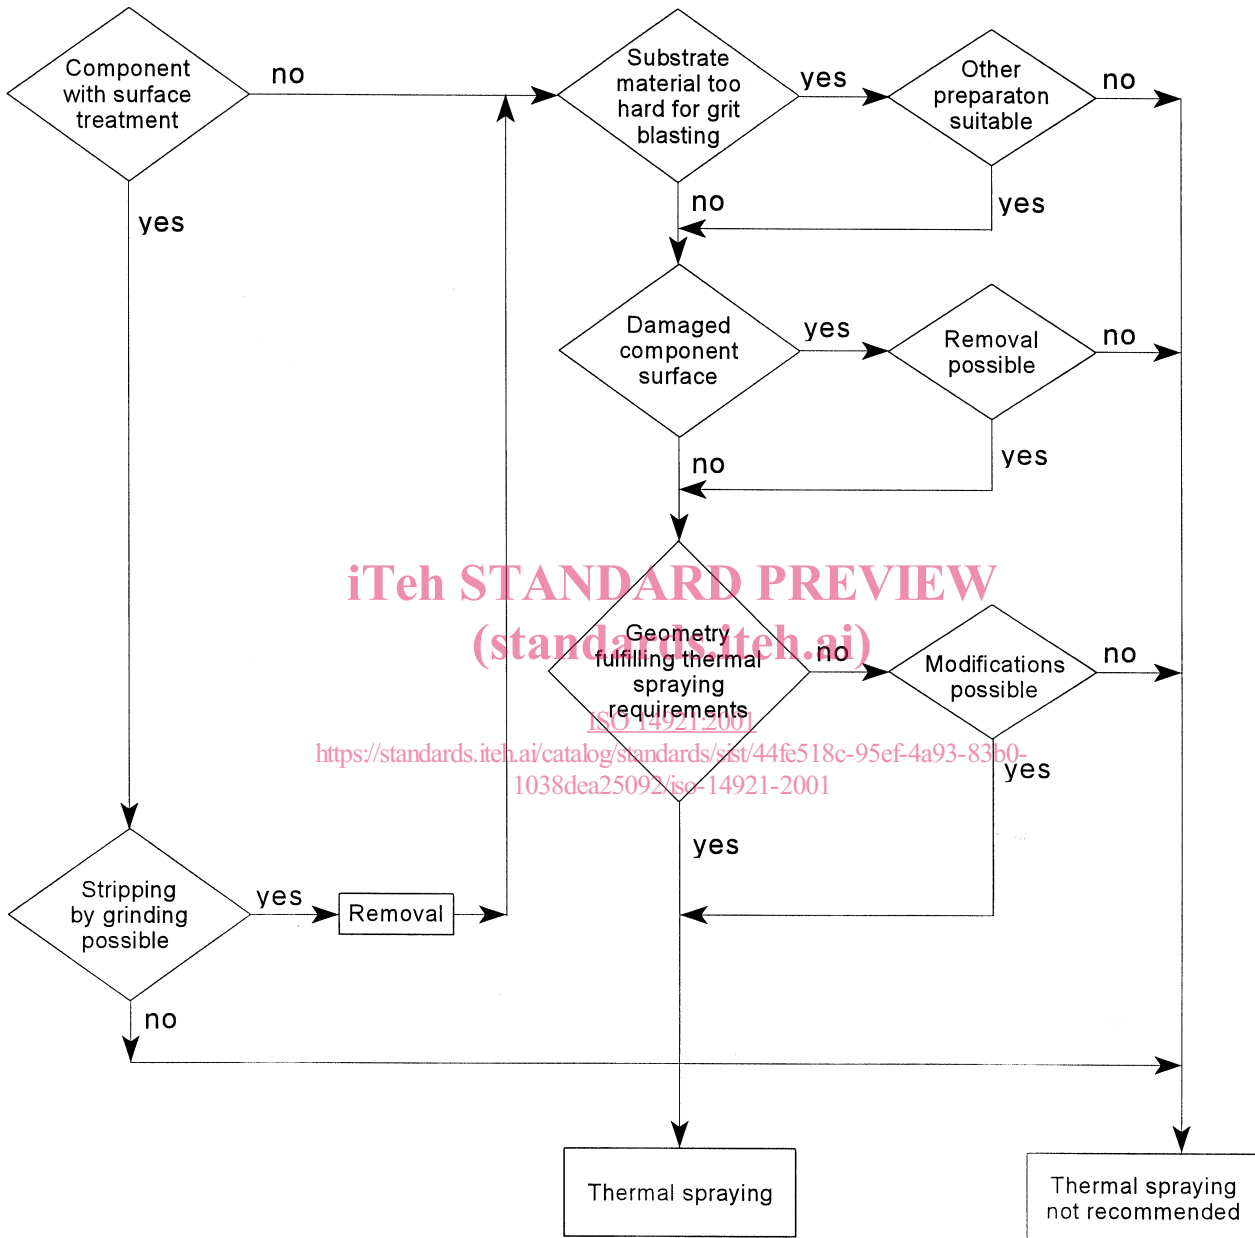 Component
with surface
treatment
no
Substrate
material too
hard for grit
blasting
yes
Other
preparaton
suitable
no
yes
no
yes
Damaged
component
surface
yes
Removal
possible
no
no
yes
iTeh STANDARD PREVIEW
(standards.iteh.ai)
Geometry
fulfilling thermal
spraying
requirements
no
Modifications
possible
no
ISO 14921:2001
https://standards.iteh.ai/catalog/standards/sist/44fe518c-95ef-4a93-83b0-
1038dea25092/iso-14921-2001
yes
yes
Stripping
by grinding
possible
yes
Removal
no
Thermal spraying
Thermal spraying
not recommended